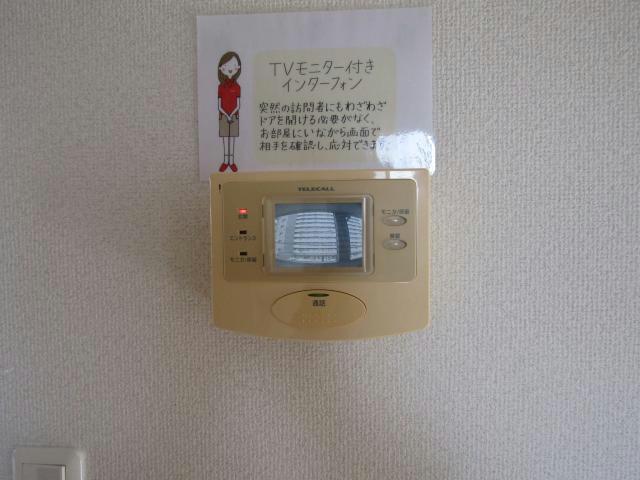 TVモニター付き
インターフォン
突然の訪問者にもわざわざ
ドアを開ける必要がなく、
お部屋にいながら画面で
相手を確認し、応対できます。
TELECALL
エントランス
通話